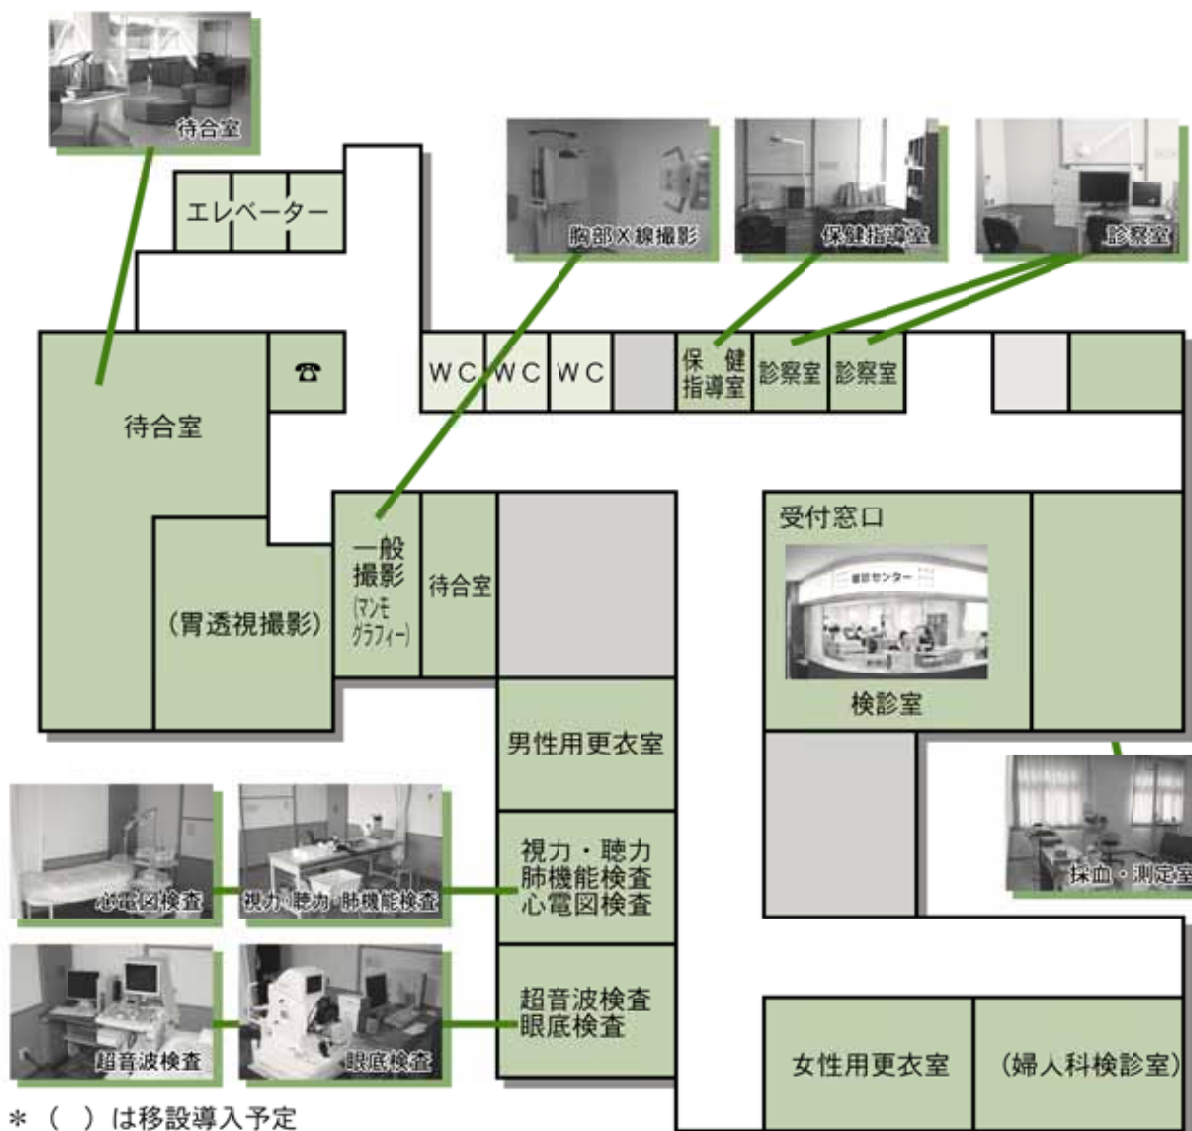 待合室
エレベーター
胸部X線撮影
保健指導室
診察室
☎
WC
WC
WC
保 健
指導室
診察室
診察室
待合室
一般
撮影
(マンモ
グラフィー)
待合室
(胃透視撮影)
受付窓口
健診センター
検診室
男性用更衣室
視力・聴力
肺機能検査
心電図検査
心電図検査
視力・聴力・肺機能検査
採血・測定室
超音波検査
眼底検査
超音波検査
眼底検査
女性用更衣室
(婦人科検診室)
＊（　）は移設導入予定